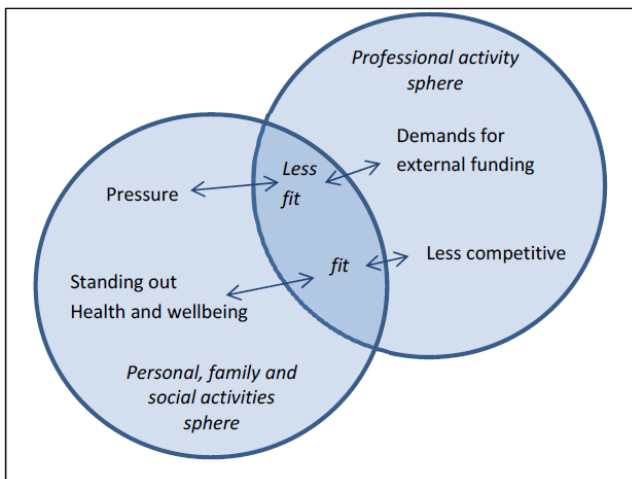 Professional activity
sphere
Demands for
external funding
Less
fit
Pressure
fit
Less competitive
Standing out
Health and wellbeing
Personal, family and
social activities
sphere